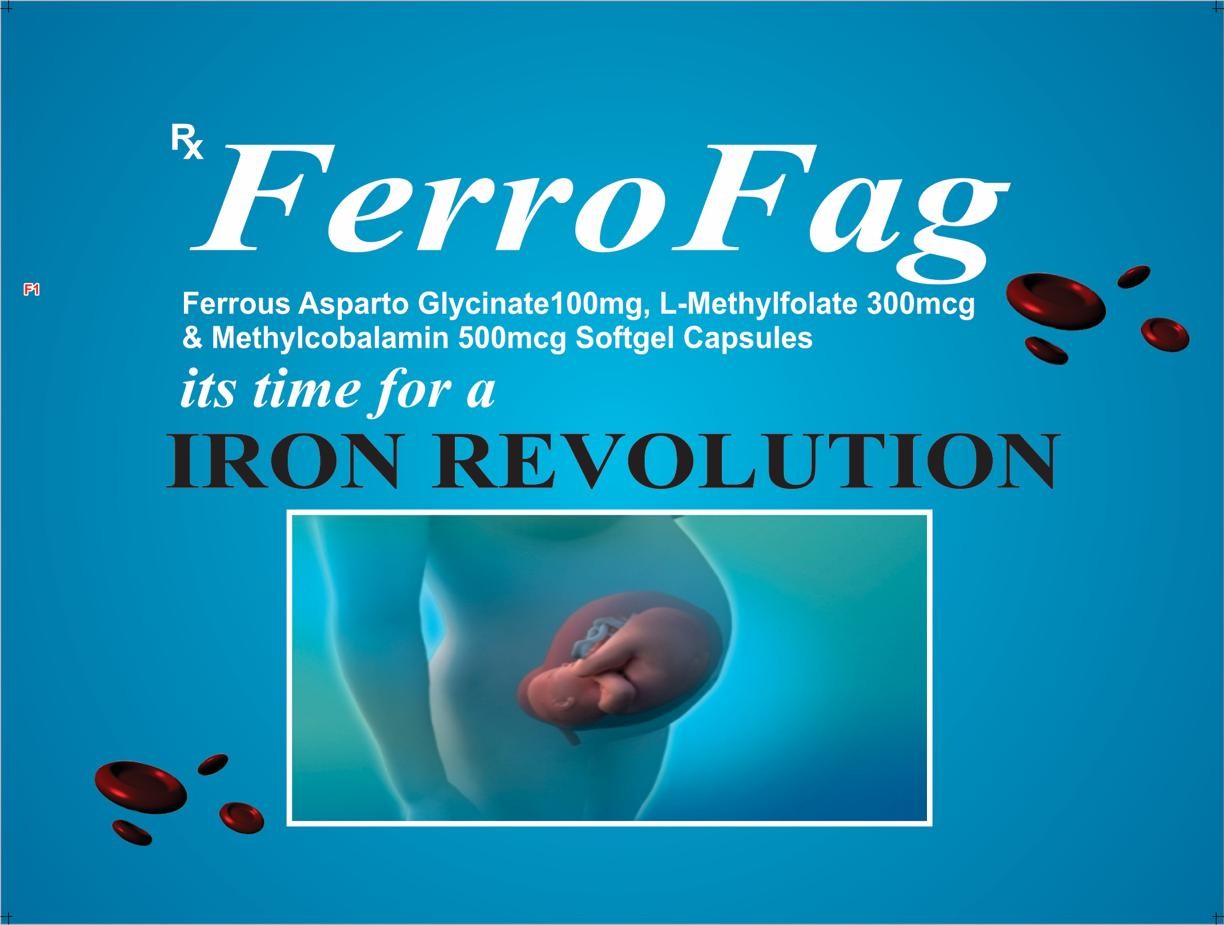 Rx
FerroFag
F1
Ferrous Asparto Glycinate100mg, L-Methylfolate 300mcg
& Methylcobalamin 500mcg Softgel Capsules
its time for a
IRON REVOLUTION